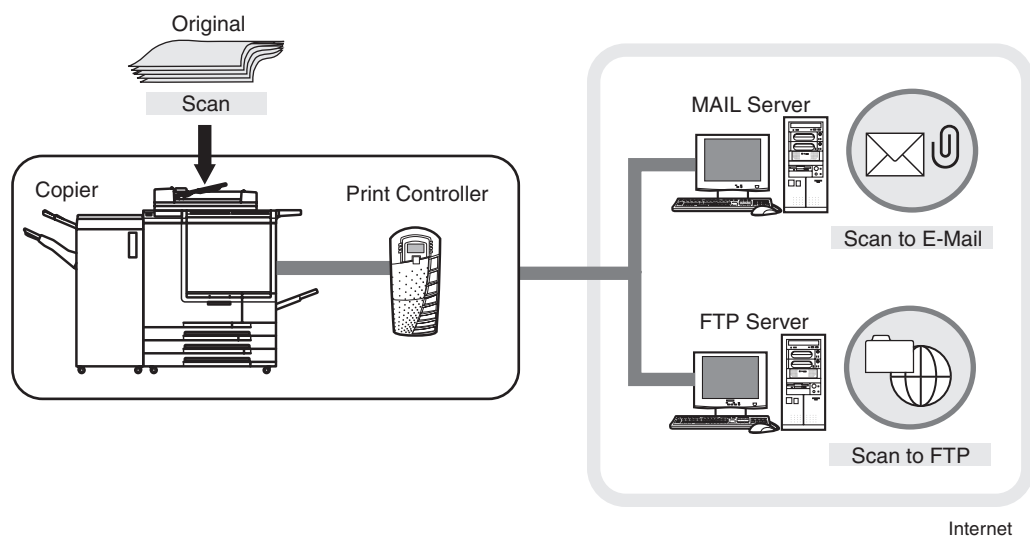 Original
Scan
Copier
Print Controller
MAIL Server
Scan to E-Mail
FTP Server
Scan to FTP
Internet